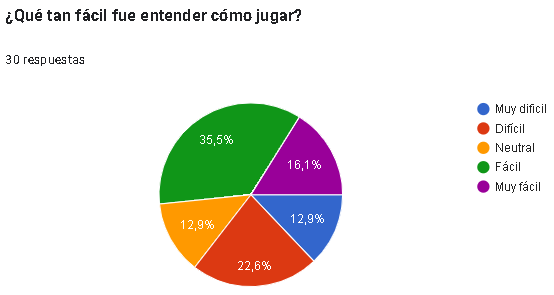 ¿Qué tan fácil fue entender cómo jugar?
30 respuestas
35,5%
16,1%
12,9%
12,9%
22,6%
Muy dificil
Difícil
Neutral
Fácil
Muy fácil